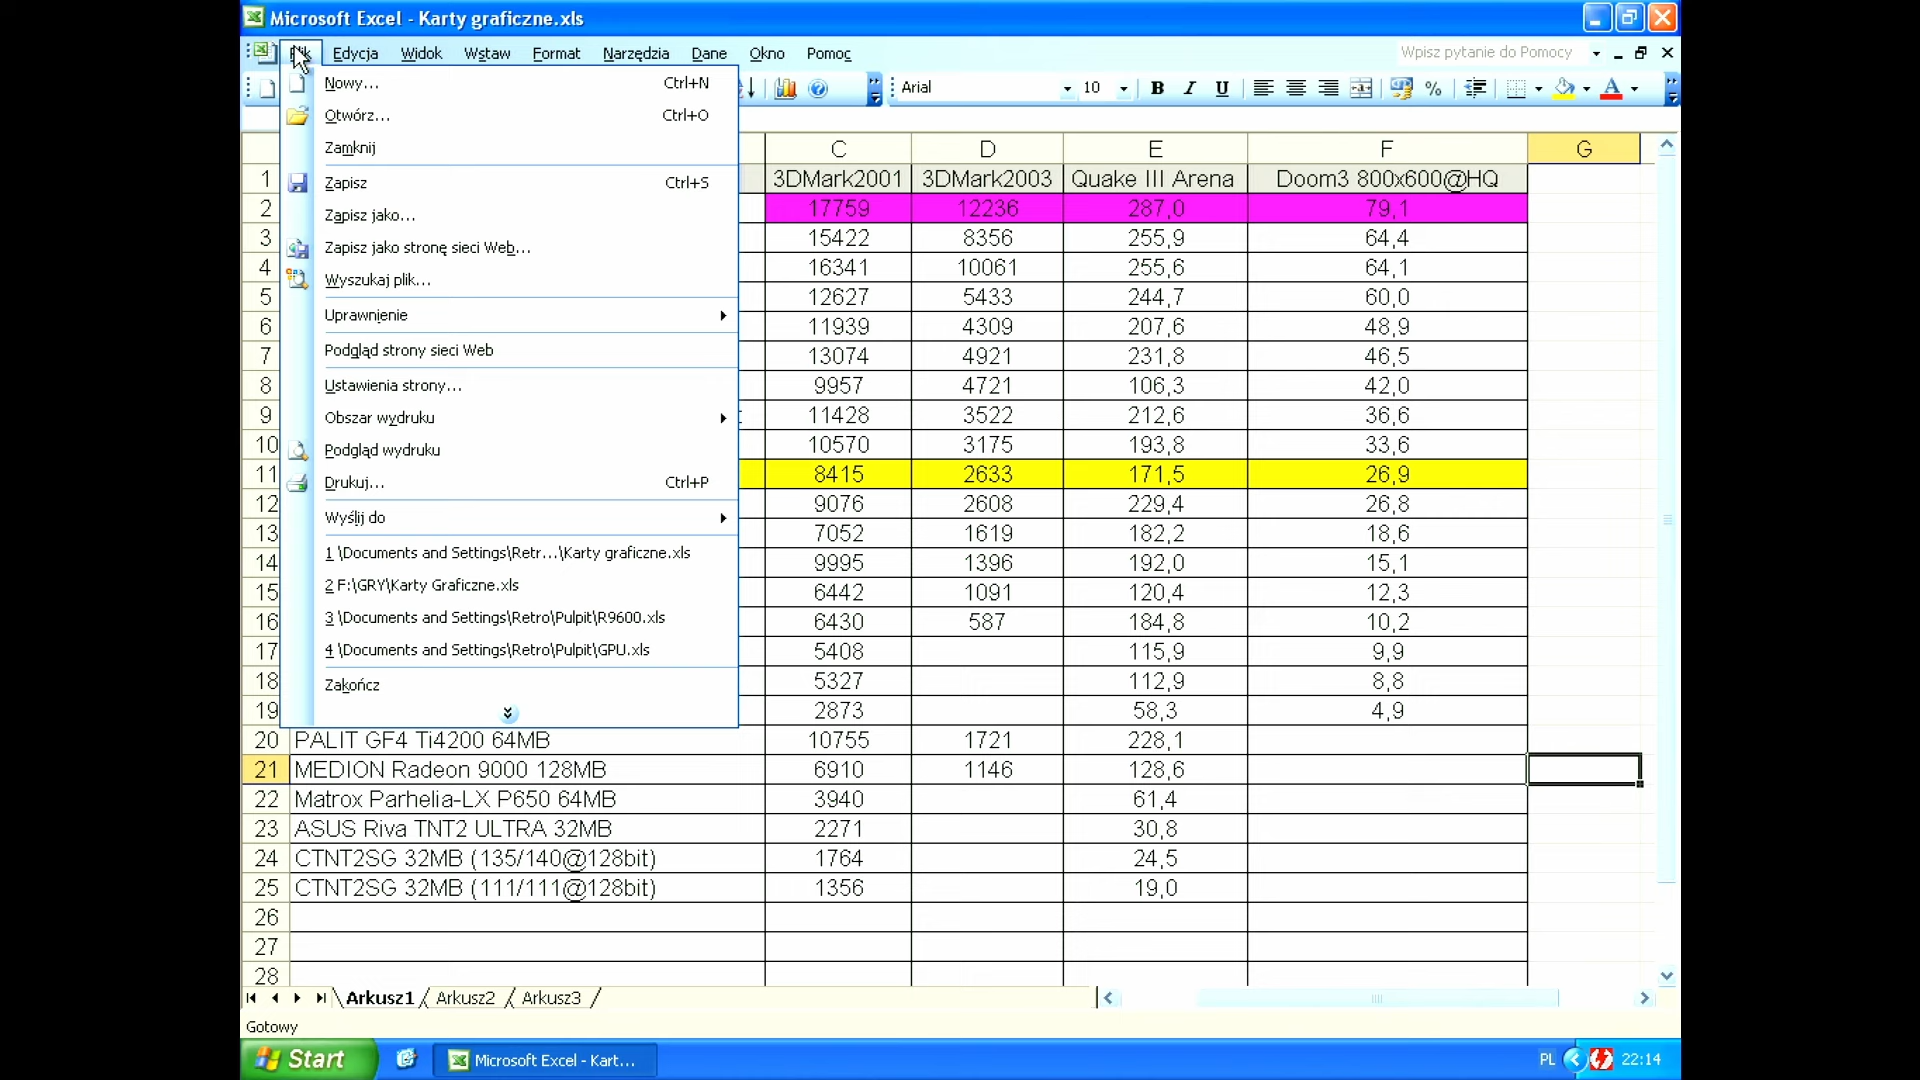 Microsoft Excel - Karty graficzne.xls
Edycja Widok Wstaw Format Narzędzia Dane Okno Pomoc Wpisz pytanie do Pomocy
Arial 10 B I U %
Nowy... Ctrl+N
Otwórz... Ctrl+O
Zamknij
Zapisz Ctrl+S
Zapisz jako...
Zapisz jako stronę sieci Web...
Wyszukaj plik...
Uprawnienie
Podgląd strony sieci Web
Ustawienia strony...
Obszar wydruku
Podgląd wydruku
Drukuj... Ctrl+P
Wyślij do
1 \Documents and Settings\Retr...\Karty graficzne.xls
2 F:\GRY\Karty Graficzne.xls
3 \Documents and Settings\Retro\Pulpit\R9600.xls
4 \Documents and Settings\Retro\Pulpit\GPU.xls
Zakończ
C D E F G
1 3DMark2001 3DMark2003 Quake III Arena Doom3 800x600@HQ
2 17759 12236 287,0 79,1
3 15422 8356 255,9 64,4
4 16341 10061 255,6 64,1
5 12627 5433 244,7 60,0
6 11939 4309 207,6 48,9
7 13074 4921 231,8 46,5
8 9957 4721 106,3 42,0
9 11428 3522 212,6 36,6
10 10570 3175 193,8 33,6
11 8415 2633 171,5 26,9
12 9076 2608 229,4 26,8
13 7052 1619 182,2 18,6
14 9995 1396 192,0 15,1
15 6442 1091 120,4 12,3
16 6430 587 184,8 10,2
17 5408 115,9 9,9
18 5327 112,9 8,8
19 2873 58,3 4,9
20 PALIT GF4 Ti4200 64MB 10755 1721 228,1
21 MEDION Radeon 9000 128MB 6910 1146 128,6
22 Matrox Parhelia-LX P650 64MB 3940 61,4
23 ASUS Riva TNT2 ULTRA 32MB 2271 30,8
24 CTNT2SG 32MB (135/140@128bit) 1764 24,5
25 CTNT2SG 32MB (111/111@128bit) 1356 19,0
26
27
28
Arkusz1 Arkusz2 Arkusz3
Gotowy
Start Microsoft Excel - Kart... PL 22:14